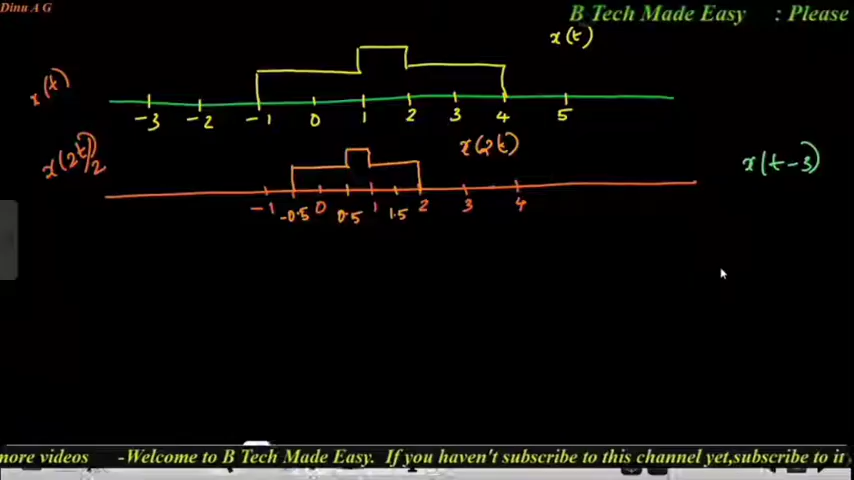 Dinu A G
B Tech Made Easy : Please
x(t)
x(t)
-3 -2 -1 0 1 2 3 4 5
x(2t)/2
x(2t)
x(t-3)
-1 -0.5 0 0.5 1 1.5 2 3 4
more videos -Welcome to B Tech Made Easy. If you haven't subscribe to this channel yet,subscribe to it